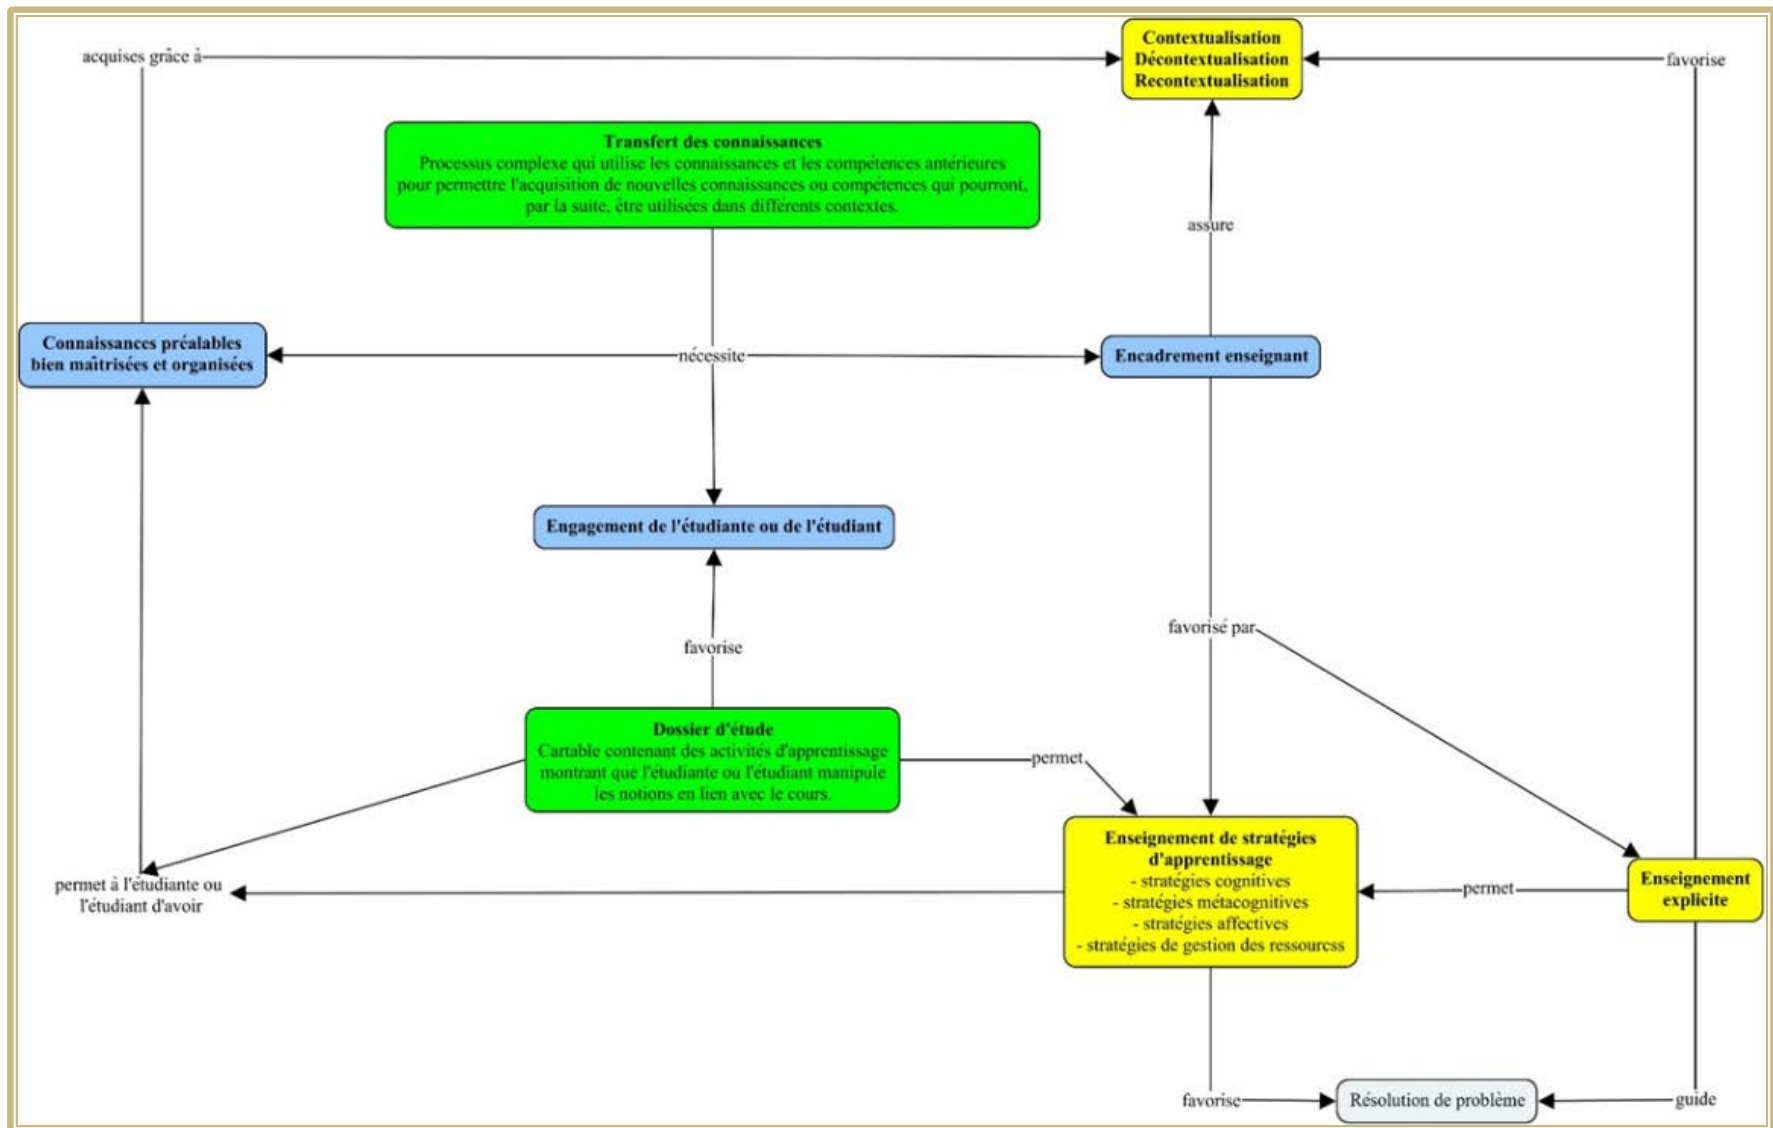 Contextualisation
Décontextualisation
Recontextualisation
acquises grâce à
favorise
Transfert des connaissances
Processus complexe qui utilise les connaissances et les compétences antérieures
pour permettre l'acquisition de nouvelles connaissances ou compétences qui pourront,
par la suite, être utilisées dans différents contextes.
assure
Connaissances préalables
bien maîtrisées et organisées
nécessite
Encadrement enseignant
Engagement de l'étudiante ou de l'étudiant
favorise
favorisé par
Dossier d'étude
Cartable contenant des activités d'apprentissage
montrant que l'étudiante ou l'étudiant manipule
les notions en lien avec le cours.
permet
Enseignement de stratégies
d'apprentissage
- stratégies cognitives
- stratégies métacognitives
- stratégies affectives
- stratégies de gestion des ressourcss
permet à l'étudiante ou
l'étudiant d'avoir
permet
Enseignement
explicite
favorise
Résolution de problème
guide